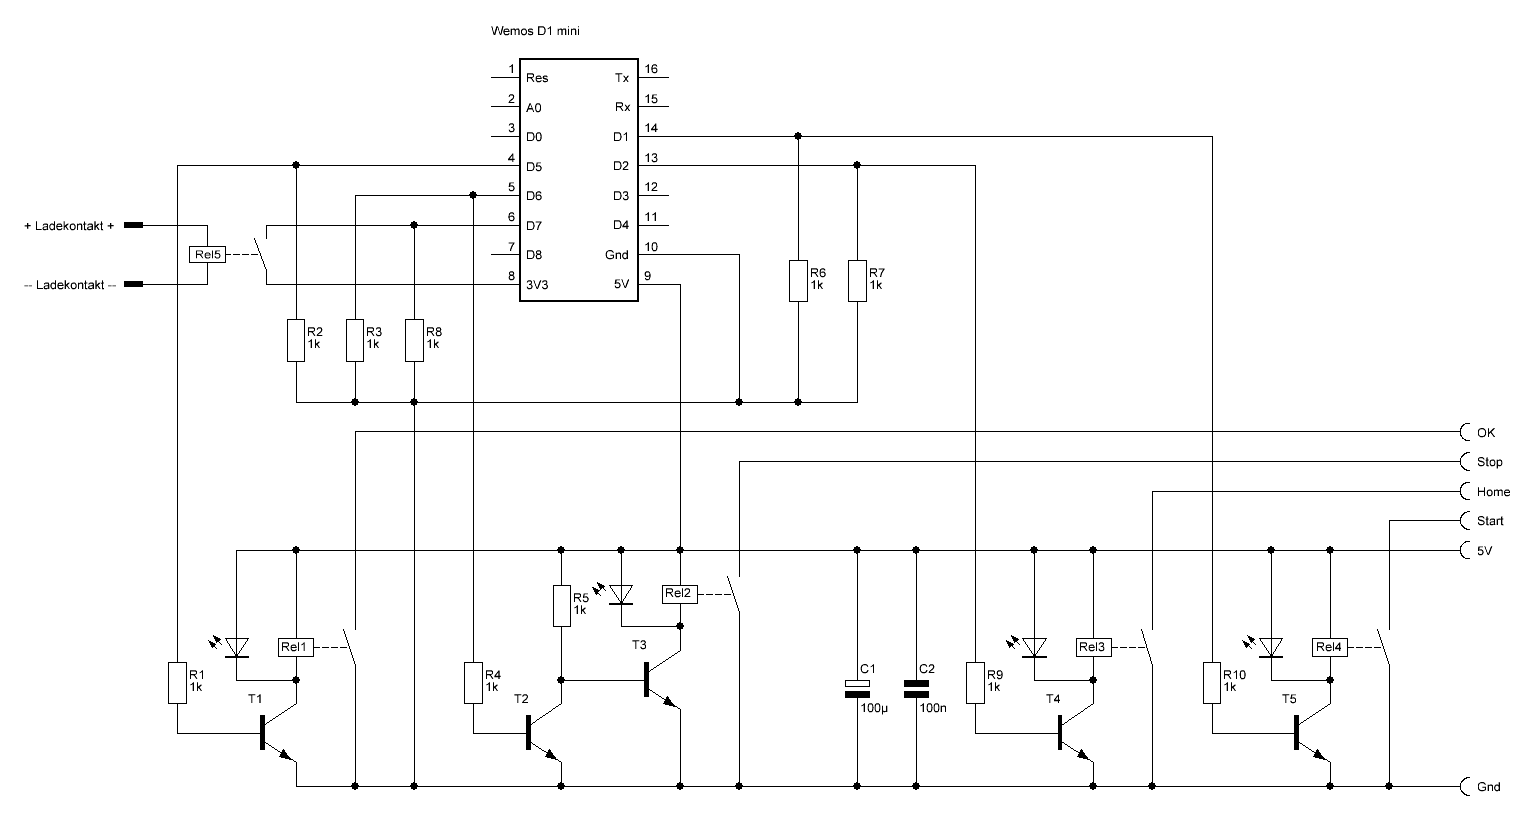 Wemos D1 mini
1 Res Tx 16
2 A0 Rx 15
3 D0 D1 14
4 D5 D2 13
5 D6 D3 12
6 D7 D4 11
7 D8 Gnd 10
8 3V3 5V 9
+ Ladekontakt +
Rel5
-- Ladekontakt --
R6
1k
R7
1k
R2
1k
R3
1k
R8
1k
OK
Stop
Home
Start
5V
R5
1k
Rel2
T3
Rel1
R1
1k
T1
R4
1k
T2
C1
100µ
C2
100n
R9
1k
Rel3
T4
R10
1k
Rel4
T5
Gnd